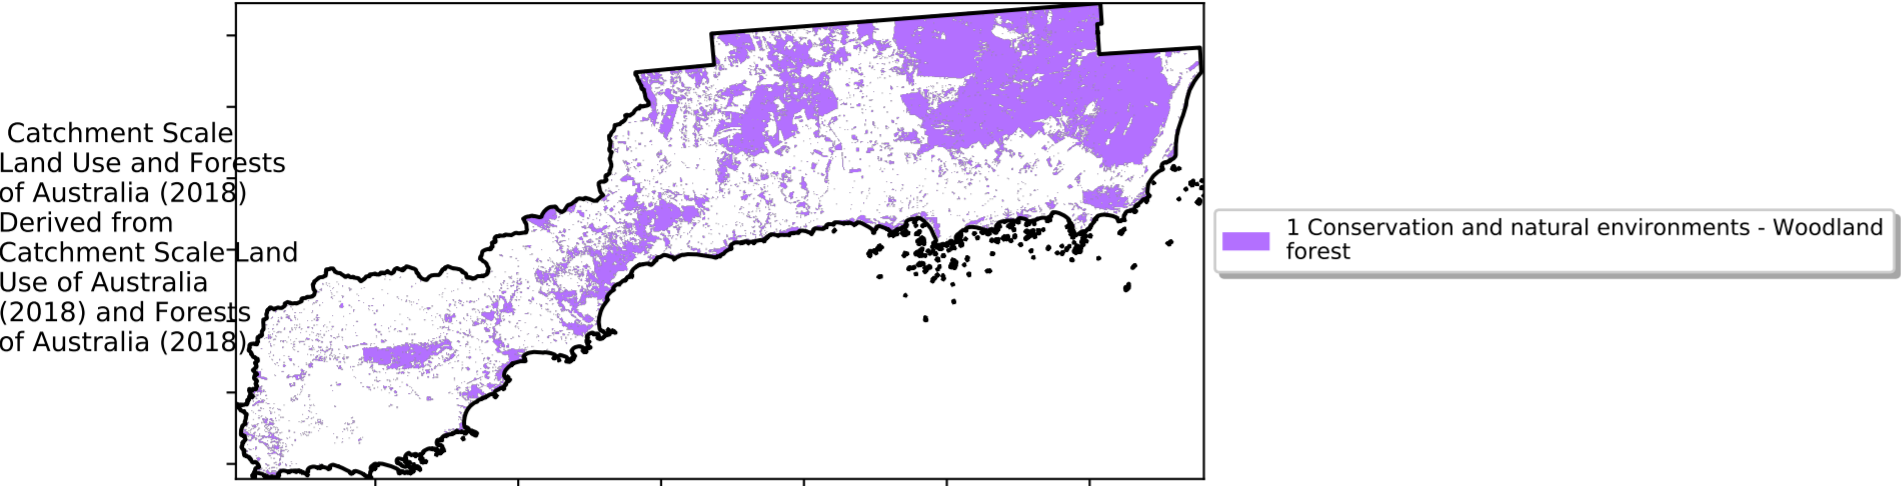 Catchment Scale
Land Use and Forests
of Australia (2018)
Derived from
Catchment Scale Land
Use of Australia
(2018) and Forests
of Australia (2018)
1 Conservation and natural environments - Woodland
forest